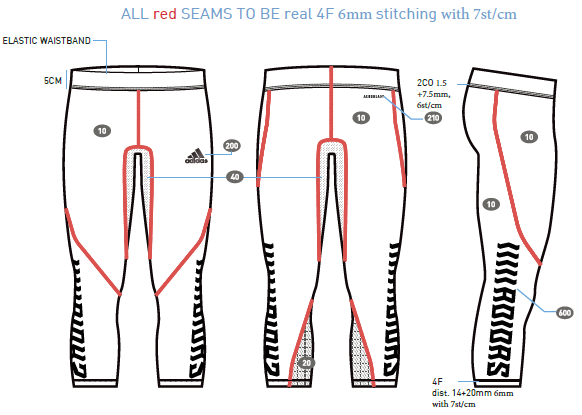 ALL red SEAMS TO BE real 4F 6mm stitching with 7st/cm
ELASTIC WAISTBAND
5CM
2CO 1.5
+7.5mm,
6st/cm
10
10
10
10
200
210
adidas
40
600
20
4F
dist. 14+20mm 6mm
with 7st/cm